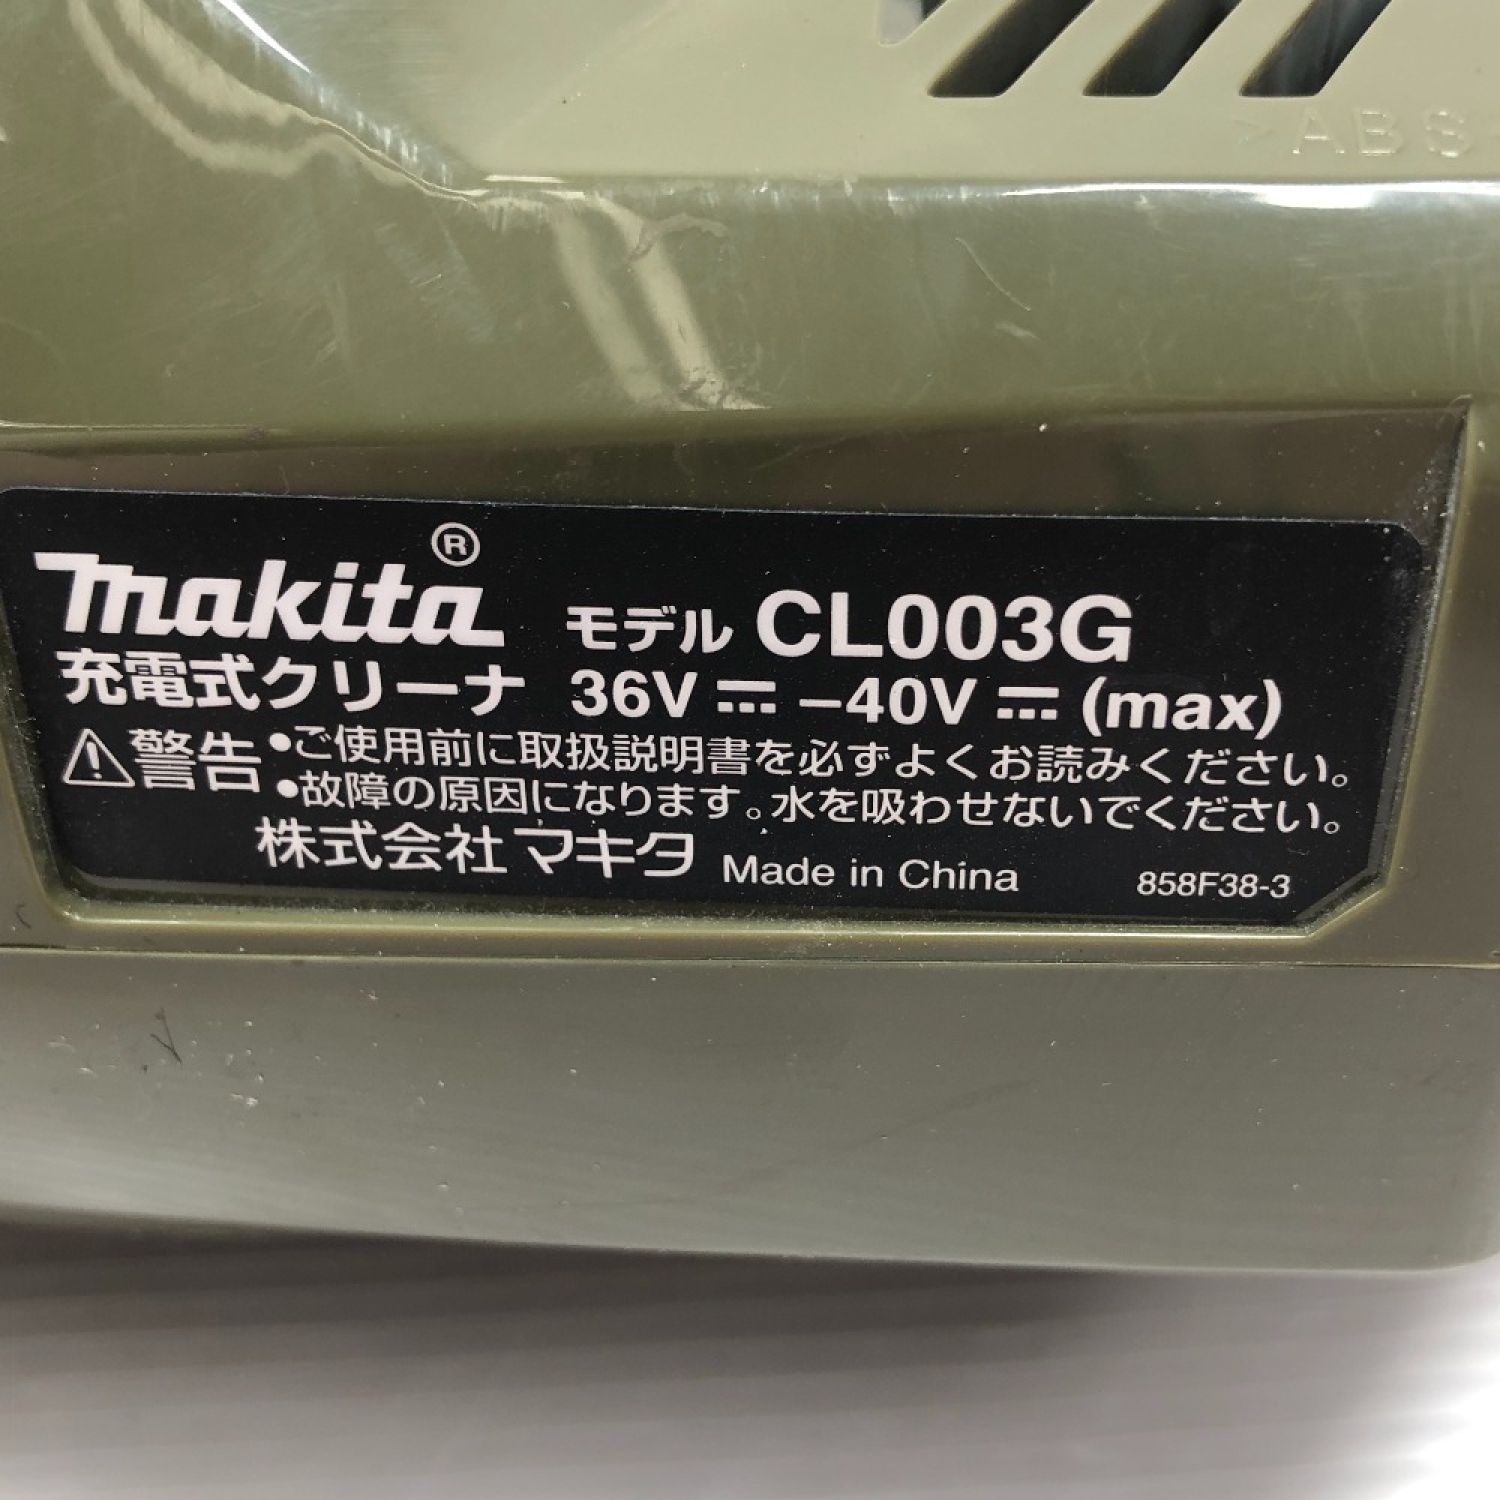 >ABS
makita®
モデル CL003G
充電式クリーナ 36V⎓–40V⎓(max)
⚠警告 •ご使用前に取扱説明書を必ずよくお読みください。
•故障の原因になります。水を吸わせないでください。
株式会社マキタ Made in China 858F38-3